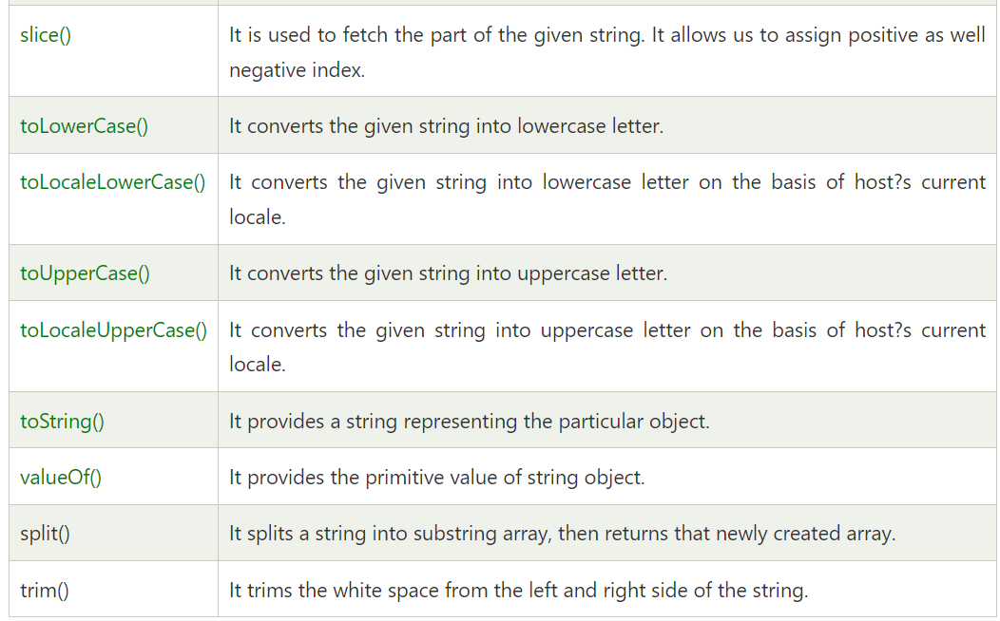 slice()
It is used to fetch the part of the given string. It allows us to assign positive as well
negative index.
toLowerCase()
It converts the given string into lowercase letter.
toLocaleLowerCase()
It converts the given string into lowercase letter on the basis of host?s current
locale.
toUpperCase()
It converts the given string into uppercase letter.
toLocaleUpperCase()
It converts the given string into uppercase letter on the basis of host?s current
locale.
toString()
It provides a string representing the particular object.
valueOf()
It provides the primitive value of string object.
split()
It splits a string into substring array, then returns that newly created array.
trim()
It trims the white space from the left and right side of the string.